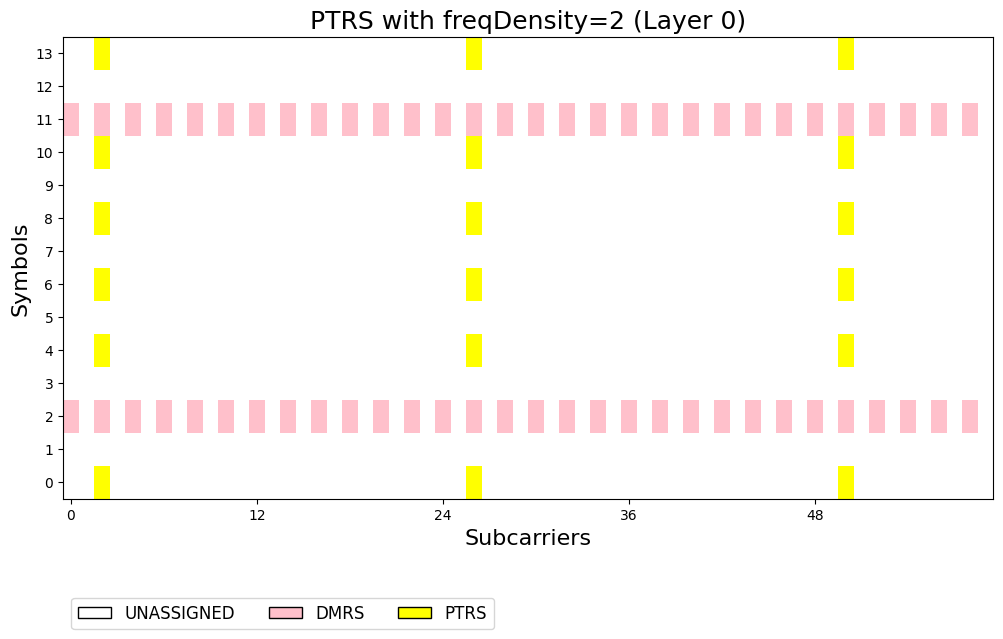 PTRS with freqDensity=2 (Layer 0)
Symbols
13
12
11
10
9
8
7
6
5
4
3
2
1
0
0 12 24 36 48
Subcarriers
UNASSIGNED DMRS PTRS